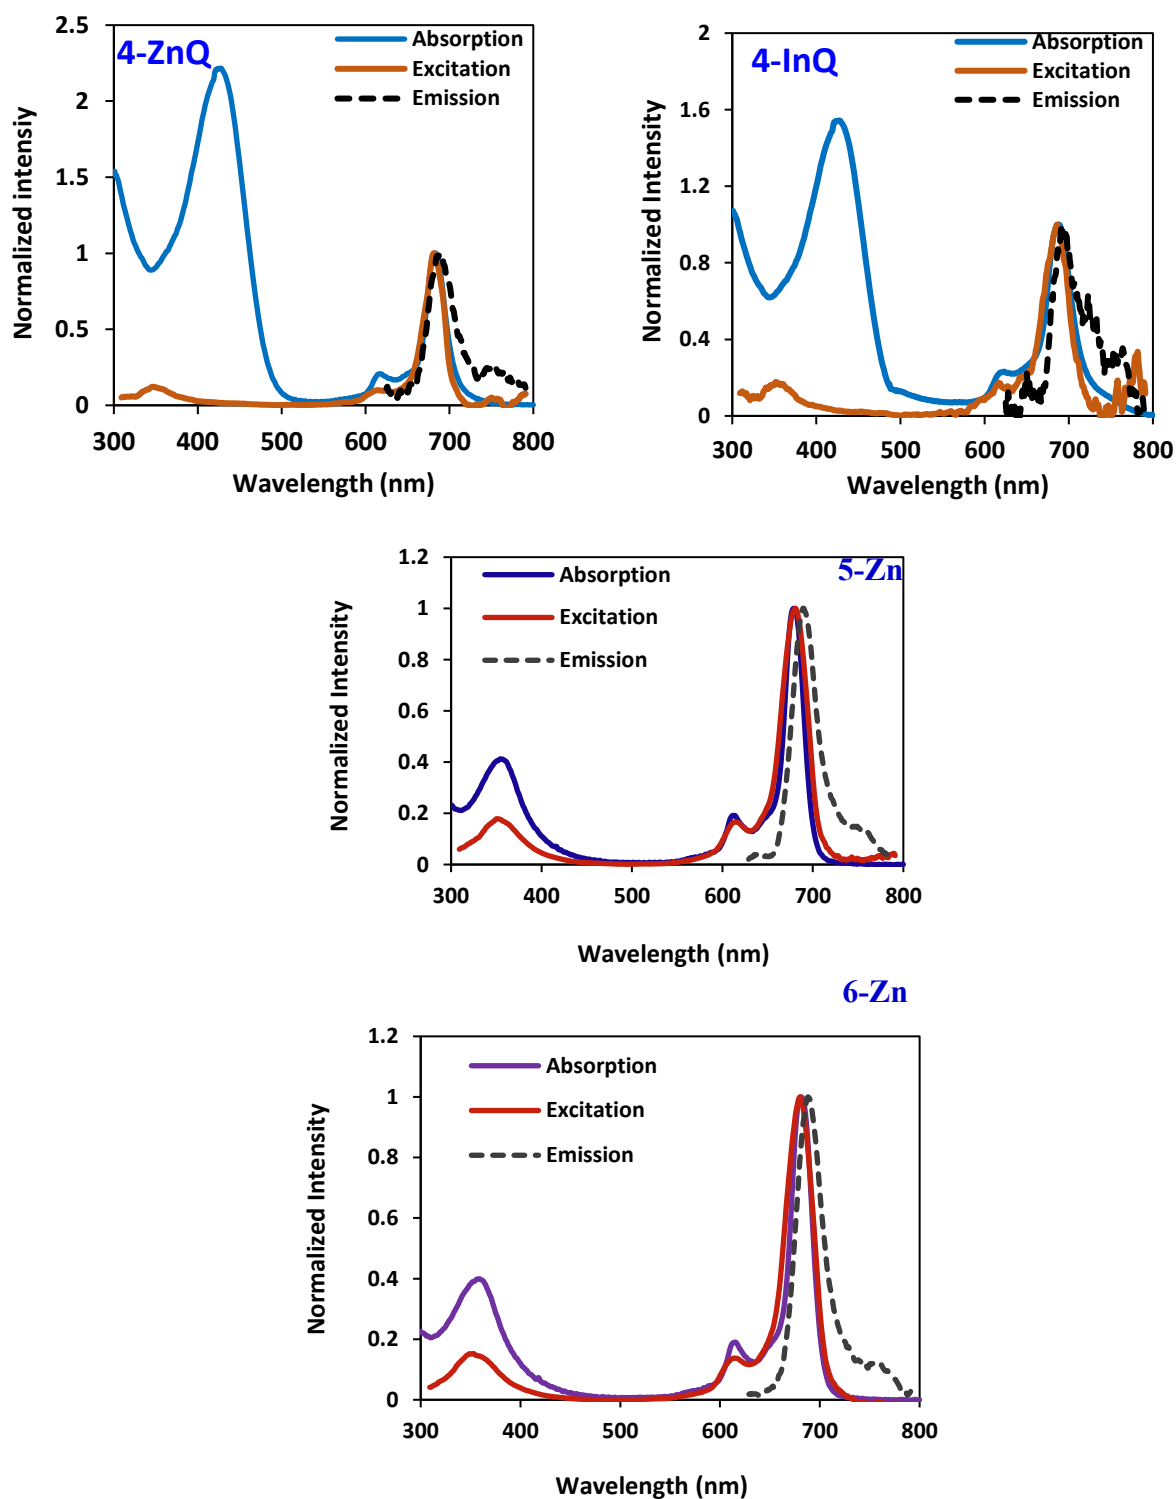 4-ZnQ
Absorption
Excitation
Emission
Normalized intensiy
2.5
2
1.5
1
0.5
0
300 400 500 600 700 800
Wavelength (nm)
4-InQ
Absorption
Excitation
Emission
Normalized Intensity
2
1.6
1.2
0.8
0.4
0
300 400 500 600 700 800
Wavelength (nm)
5-Zn
Absorption
Excitation
Emission
Normalized Intensity
1.2
1
0.8
0.6
0.4
0.2
0
300 400 500 600 700 800
Wavelength (nm)
6-Zn
Absorption
Excitation
Emission
Normalized Intensity
1.2
1
0.8
0.6
0.4
0.2
0
300 400 500 600 700 800
Wavelength (nm)